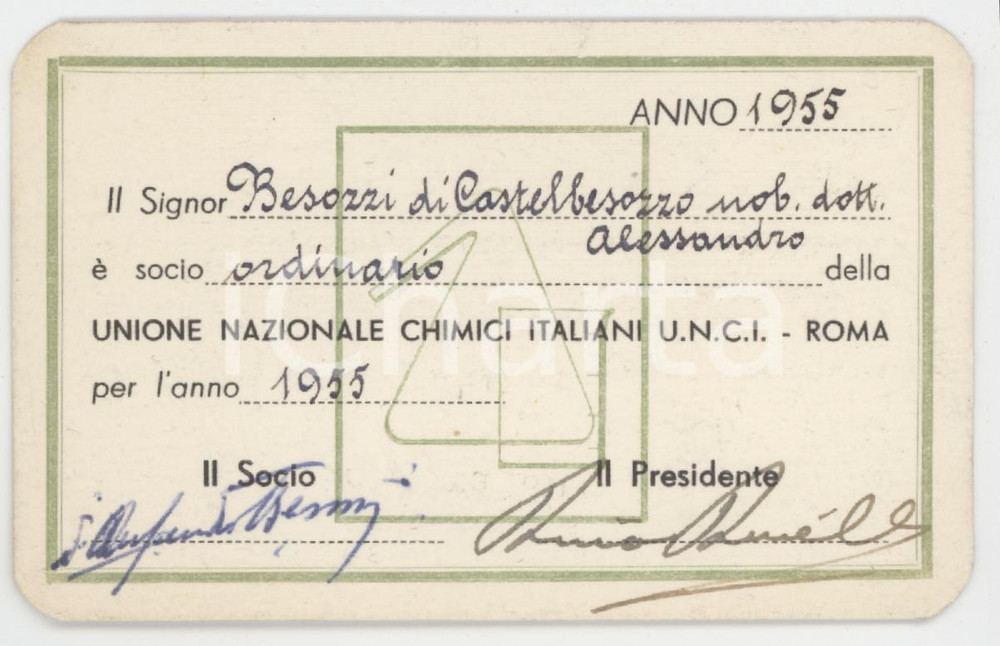 ANNO 1955
Il Signor Besozzi di Castelbesozzo nob. dott.
Alessandro
è socio ordinario della
UNIONE NAZIONALE CHIMICI ITALIANI U.N.C.I. - ROMA
per l'anno 1955
Il Socio Il Presidente
iCharta